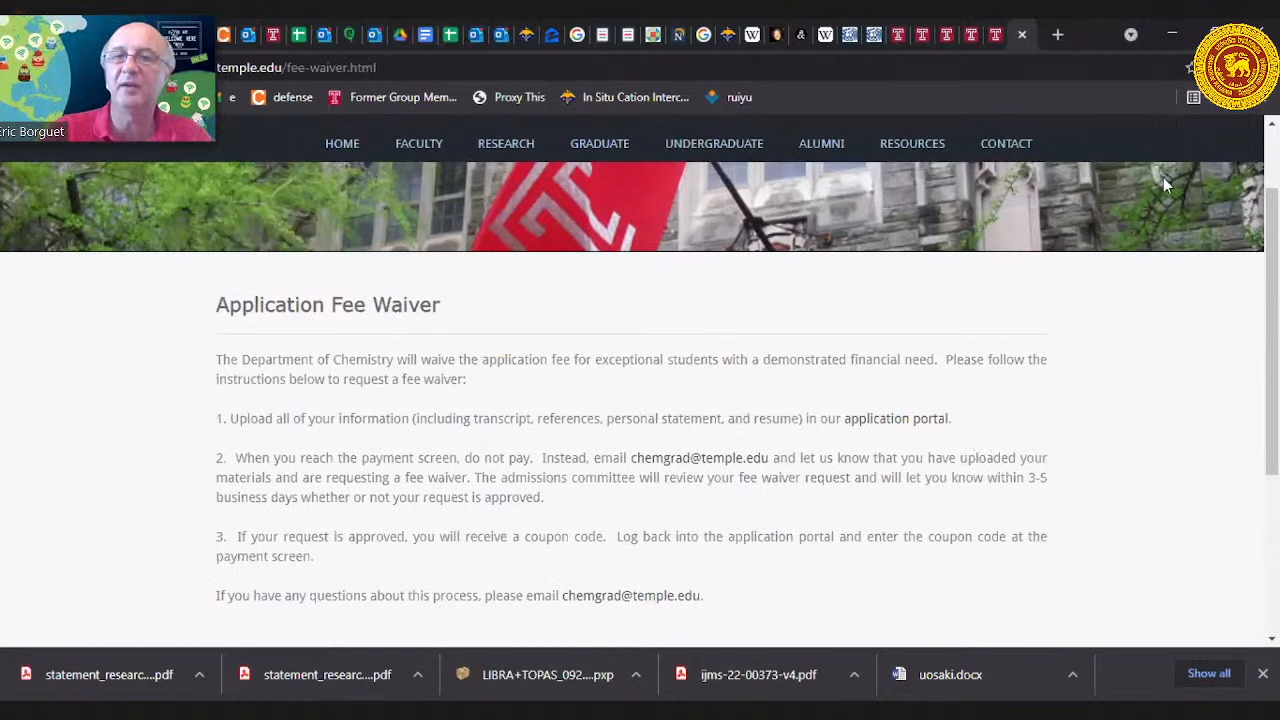 temple.edu/fee-waiver.html
e defense Former Group Mem... Proxy This In Situ Cation Interc... ruiyu
Eric Borguet
HOME FACULTY RESEARCH GRADUATE UNDERGRADUATE ALUMNI RESOURCES CONTACT
Application Fee Waiver
The Department of Chemistry will waive the application fee for exceptional students with a demonstrated financial need. Please follow the
instructions below to request a fee waiver:
1. Upload all of your information (including transcript, references, personal statement, and resume) in our application portal.
2. When you reach the payment screen, do not pay. Instead, email chemgrad@temple.edu and let us know that you have uploaded your
materials and are requesting a fee waiver. The admissions committee will review your fee waiver request and will let you know within 3-5
business days whether or not your request is approved.
3. If your request is approved, you will receive a coupon code. Log back into the application portal and enter the coupon code at the
payment screen.
If you have any questions about this process, please email chemgrad@temple.edu.
statement_researc....pdf statement_researc....pdf LIBRA+TOPAS_092....pxp ijms-22-00373-v4.pdf uosaki.docx Show all